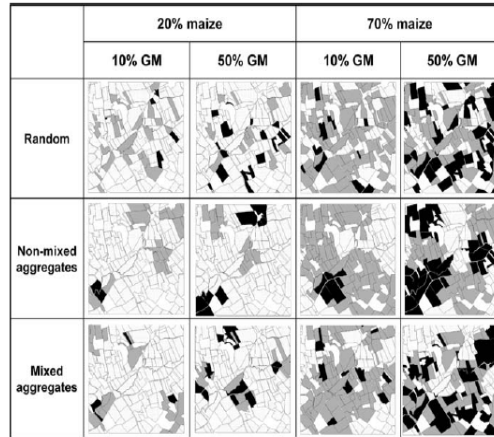 20% maize 70% maize
10% GM 50% GM 10% GM 50% GM
Random
Non-mixed
aggregates
Mixed
aggregates